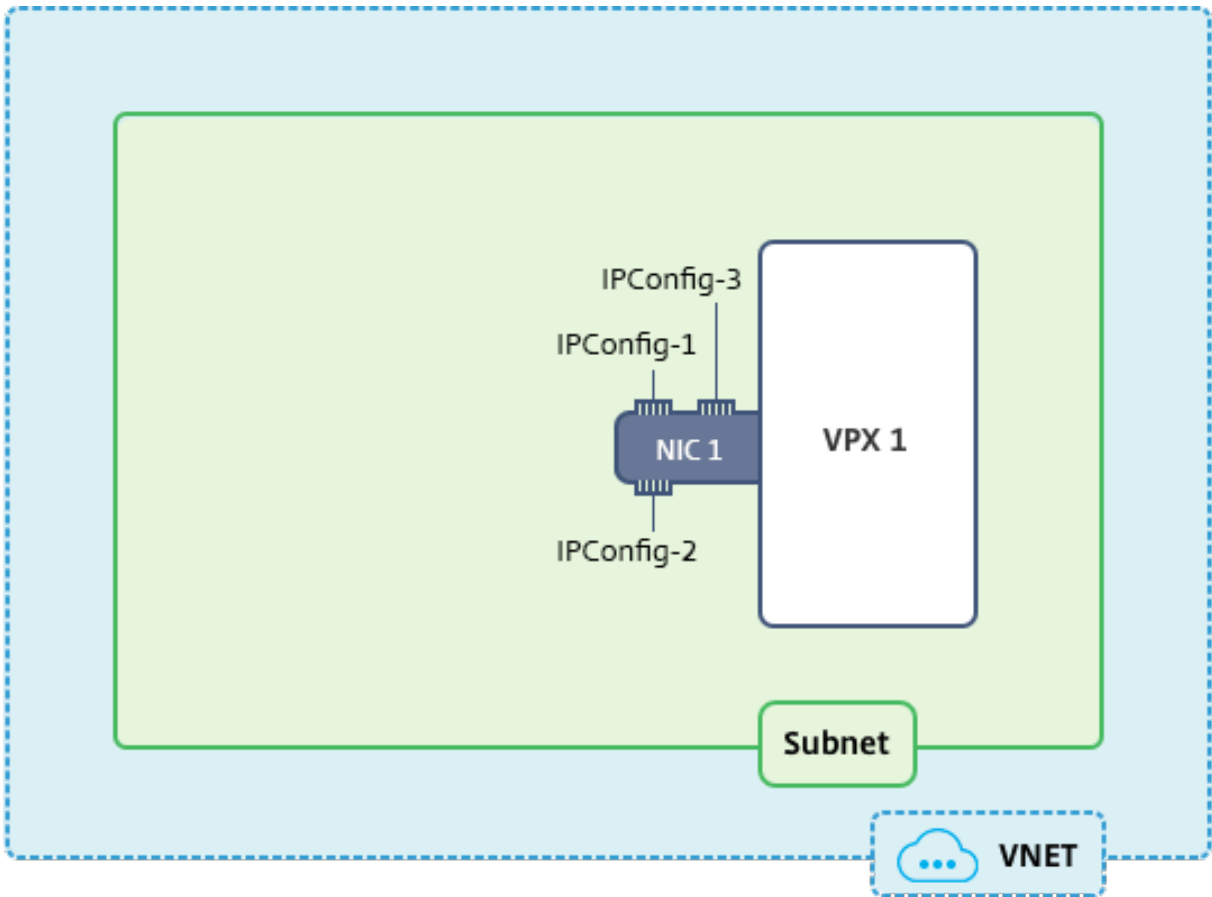 IPConfig-3
IPConfig-1
NIC 1
VPX 1
IPConfig-2
Subnet
VNET